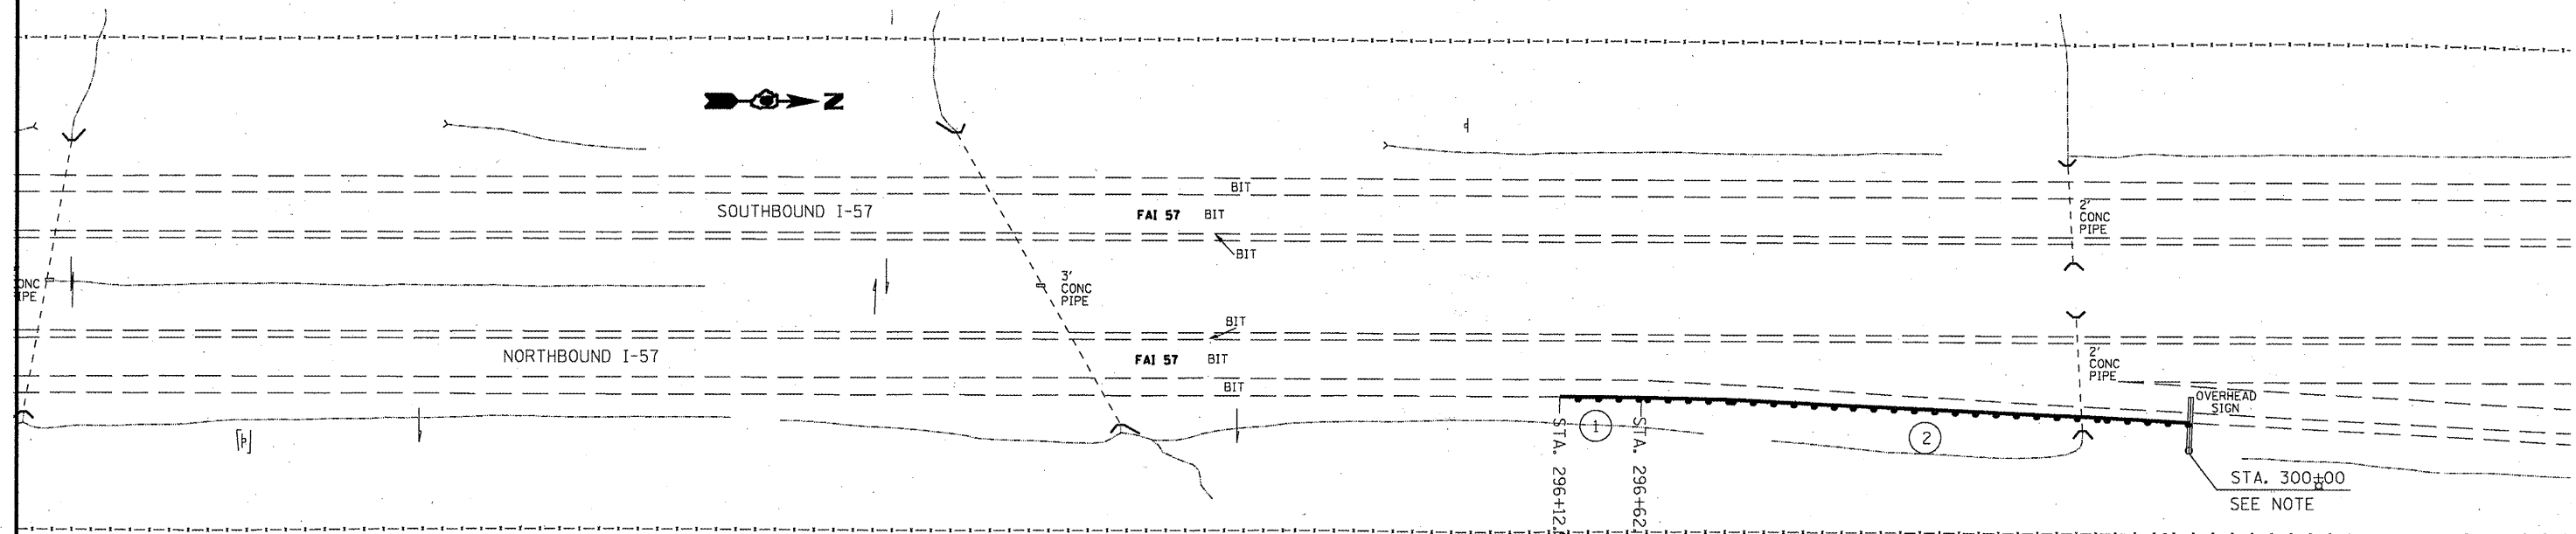 N
BIT
SOUTHBOUND I-57
FAI 57 BIT
BIT
2'
CONC
PIPE
3'
CONC
PIPE
BIT
NORTHBOUND I-57
FAI 57 BIT
BIT
2'
CONC
PIPE
OVERHEAD
SIGN
STA. 296+12.
1
STA. 296+62.
2
STA. 300+00
SEE NOTE